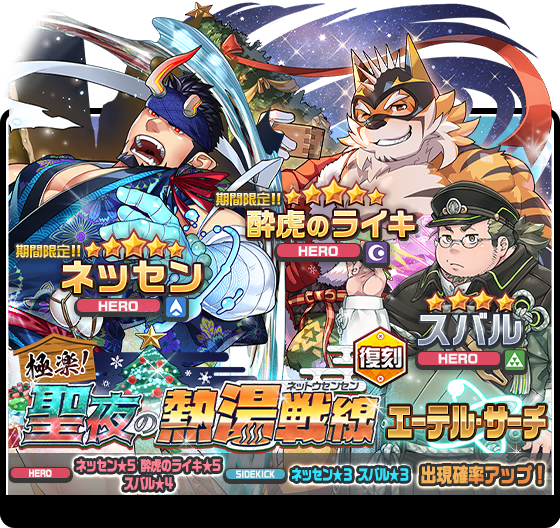 期間限定!!★★★★★
酔虎のライキ
HERO
期間限定!!★★★★★
ネッセン
HERO
★★★★
スバル
HERO
復刻
極楽!
ネットウセンセン
聖夜の熱湯戦線 エーテル・サーチ
HERO ネッセン★5 酔虎のライキ★5 スバル★4 SIDEKICK ネッセン★3 スバル★3 出現確率アップ!